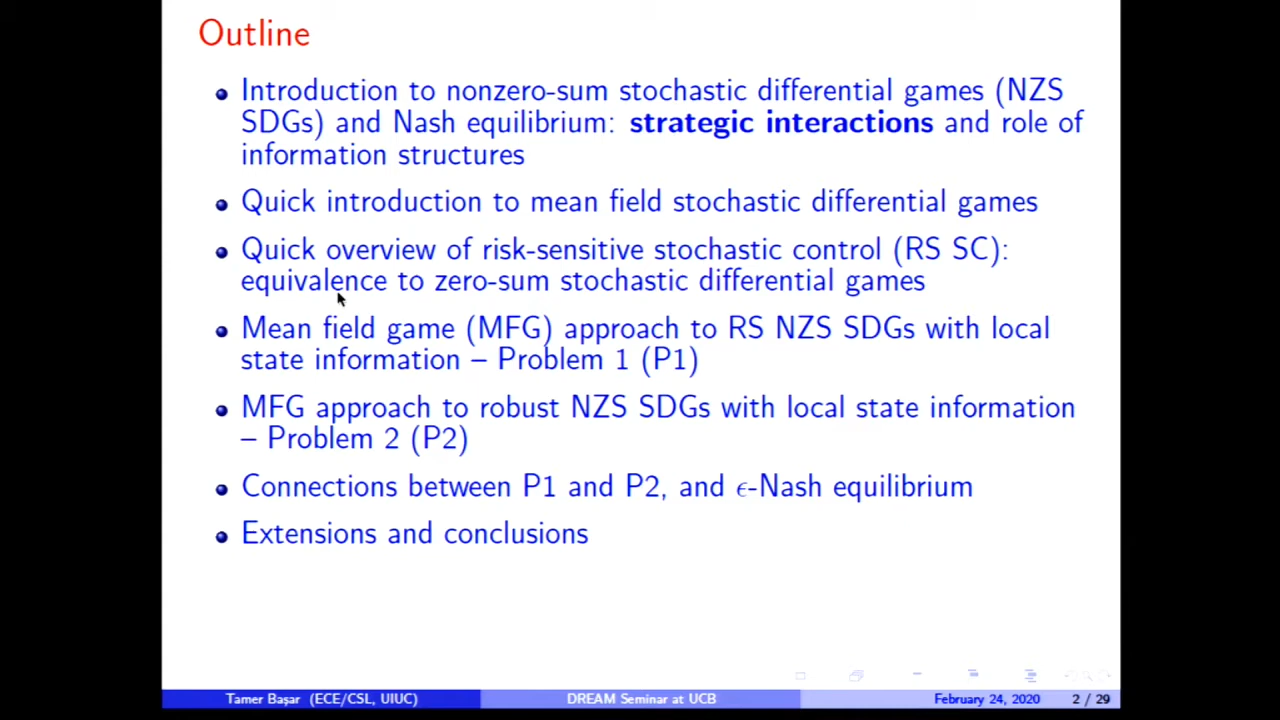 Outline
Introduction to nonzero-sum stochastic differential games (NZS
SDGs) and Nash equilibrium: strategic interactions and role of
information structures
Quick introduction to mean field stochastic differential games
Quick overview of risk-sensitive stochastic control (RS SC):
equivalence to zero-sum stochastic differential games
Mean field game (MFG) approach to RS NZS SDGs with local
state information – Problem 1 (P1)
MFG approach to robust NZS SDGs with local state information
– Problem 2 (P2)
Connections between P1 and P2, and ϵ-Nash equilibrium
Extensions and conclusions
Tamer Başar (ECE/CSL, UIUC) DREAM Seminar at UCB February 24, 2020 2 / 29